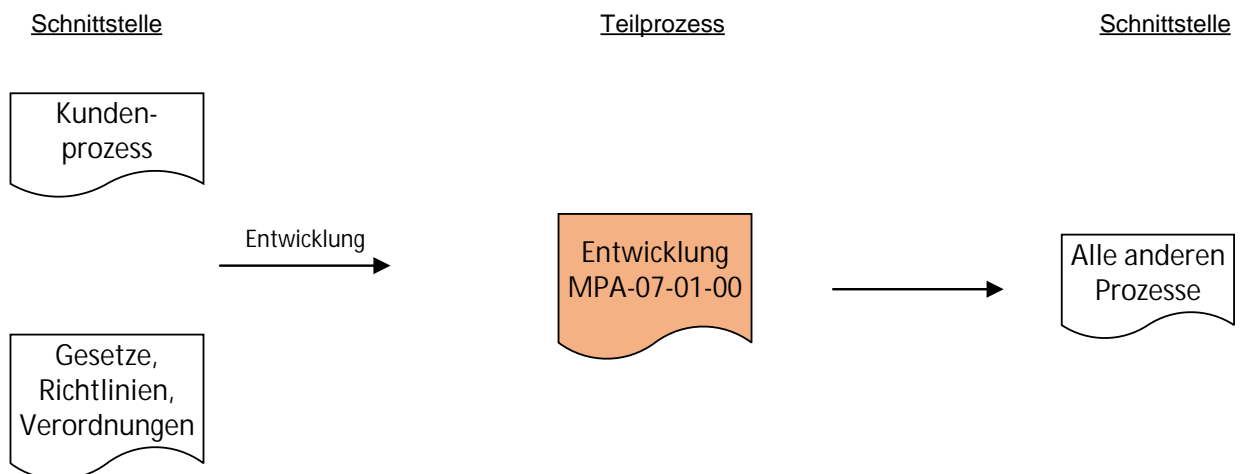 Schnittstelle
Teilprozess
Schnittstelle
Kunden-
prozess
Entwicklung
Entwicklung
MPA-07-01-00
Alle anderen
Prozesse
Gesetze,
Richtlinien,
Verordnungen